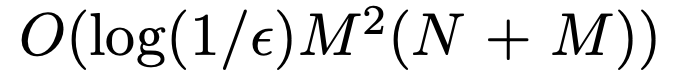 O(log(1/ϵ)M²(N + M))